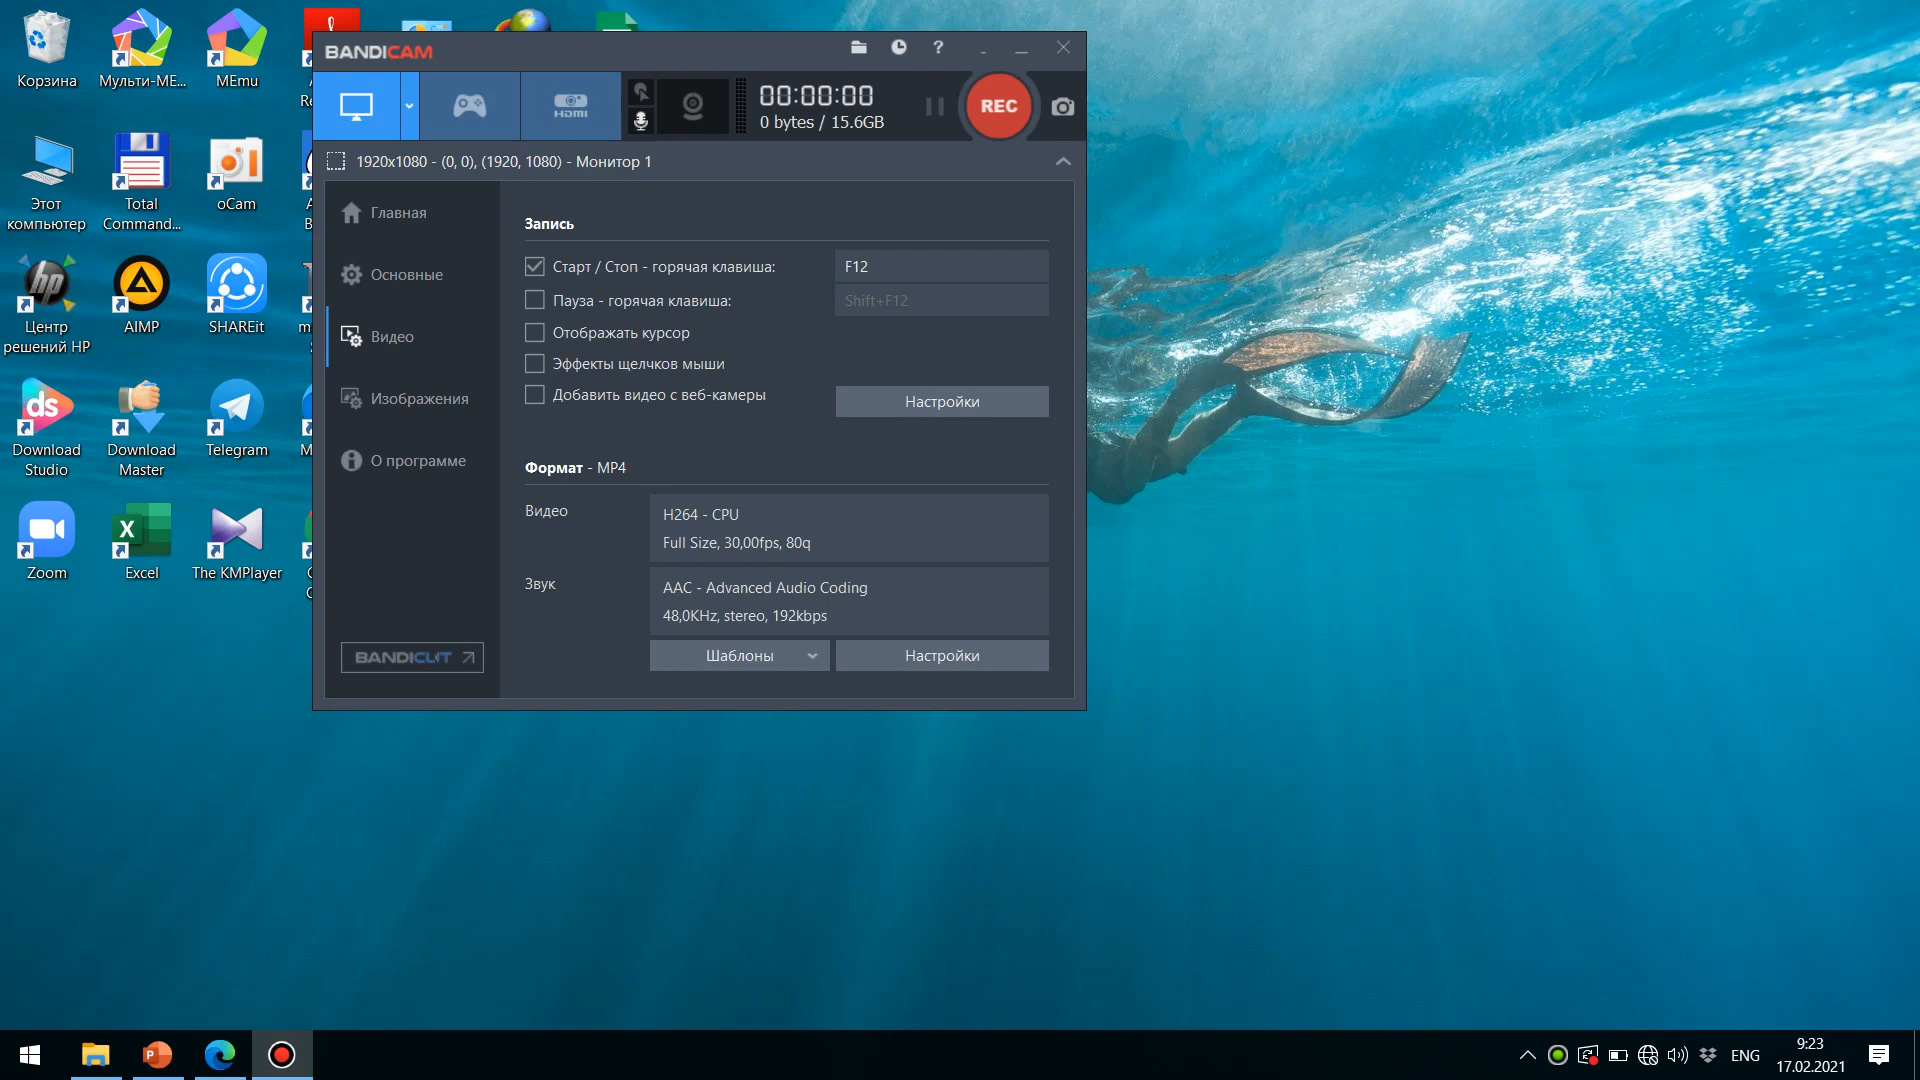 Корзина
Мульти-ME...
MEmu
Этот
компьютер
Total
Command...
oCam
Центр
решений HP
AIMP
SHAREit
Download
Studio
Download
Master
Telegram
Zoom
Excel
The KMPlayer
BANDICAM
HDMI
00:00:00
0 bytes / 15.6GB
REC
1920x1080 - (0, 0), (1920, 1080) - Монитор 1
Главная
Основные
Видео
Изображения
О программе
BANDICUT
Запись
Старт / Стоп - горячая клавиша:
F12
Пауза - горячая клавиша:
Shift+F12
Отображать курсор
Эффекты щелчков мыши
Добавить видео с веб-камеры
Настройки
Формат - MP4
Видео
H264 - CPU
Full Size, 30,00fps, 80q
Звук
AAC - Advanced Audio Coding
48,0KHz, stereo, 192kbps
Шаблоны
Настройки
ENG
9:23
17.02.2021